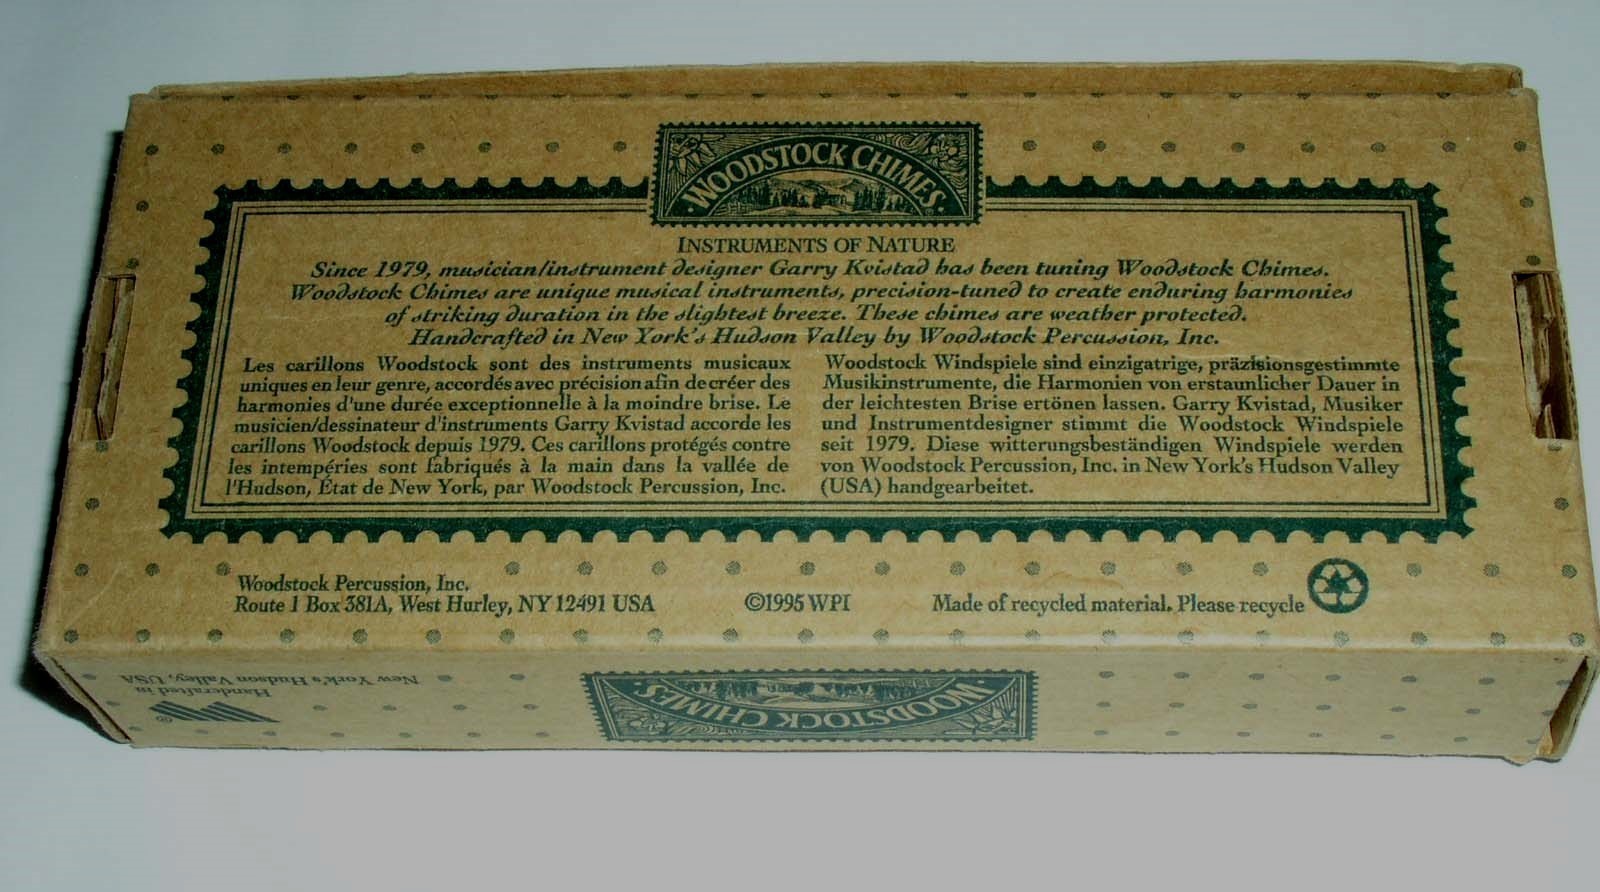 WOODSTOCK CHIMES
INSTRUMENTS OF NATURE
Since 1979, musician/instrument designer Garry Kvistad has been tuning Woodstock Chimes.
Woodstock Chimes are unique musical instruments, precision-tuned to create enduring harmonies
of striking duration in the slightest breeze. These chimes are weather protected.
Handcrafted in New York's Hudson Valley by Woodstock Percussion, Inc.
Les carillons Woodstock sont des instruments musicaux
uniques en leur genre, accordés avec précision afin de créer des
harmonies d'une durée exceptionnelle à la moindre brise. Le
musicien/dessinateur d'instruments Garry Kvistad accorde les
carillons Woodstock depuis 1979. Ces carillons protégés contre
les intempéries sont fabriqués à la main dans la vallée de
l'Hudson, État de New York, par Woodstock Percussion, Inc.
Woodstock Windspiele sind einzigatrige, präzisionsgestimmte
Musikinstrumente, die Harmonien von erstaunlicher Dauer in
der leichtesten Brise ertönen lassen. Garry Kvistad, Musiker
und Instrumentdesigner stimmt die Woodstock Windspiele
seit 1979. Diese witterungsbeständigen Windspiele werden
von Woodstock Percussion, Inc. in New York's Hudson Valley
(USA) handgearbeitet.
Woodstock Percussion, Inc.
Route 1 Box 381A, West Hurley, NY 12491 USA
©1995 WPI
Made of recycled material. Please recycle
WOODSTOCK CHIMES
®
Handcrafted in
New York's Hudson Valley, USA